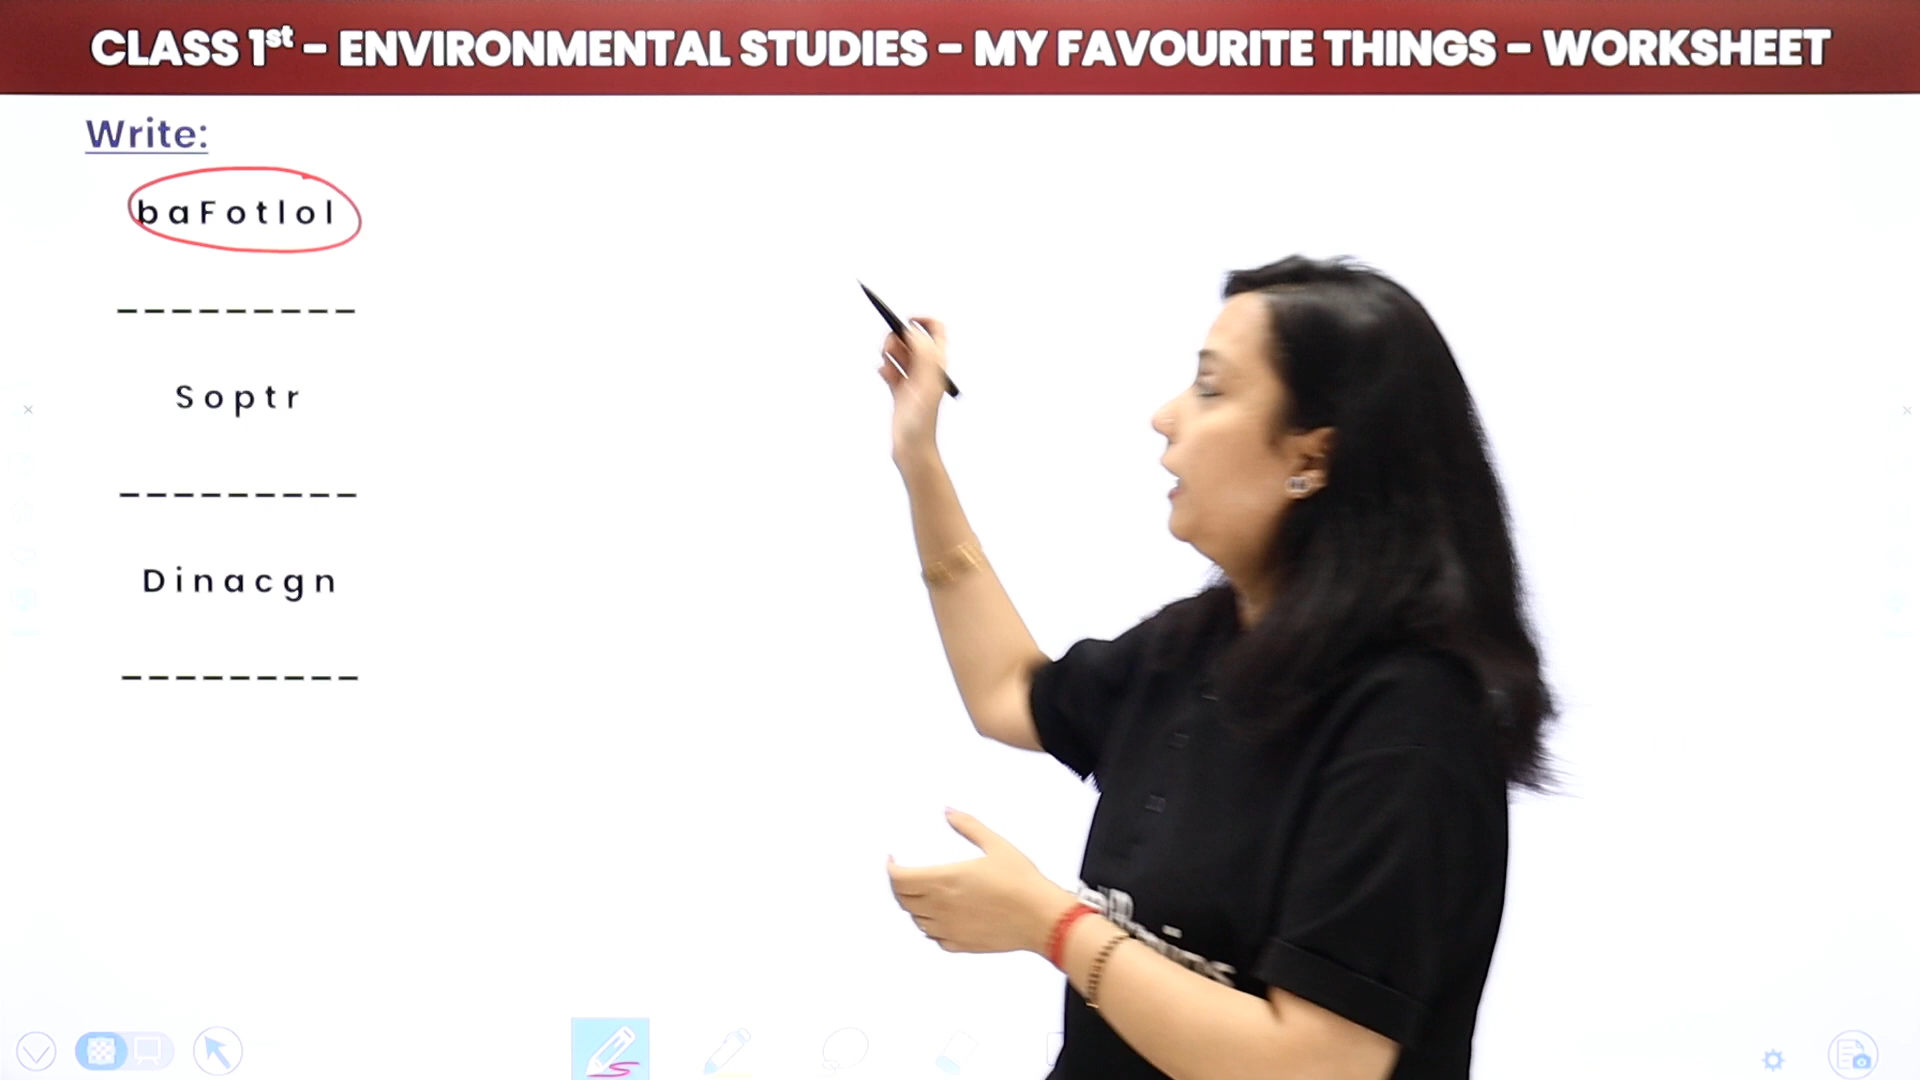 CLASS 1st – ENVIRONMENTAL STUDIES – MY FAVOURITE THINGS – WORKSHEET
Write:
baFotlol
_ _ _ _ _ _ _ _ _
Soptr
_ _ _ _ _ _ _ _ _
Dinacgn
_ _ _ _ _ _ _ _ _